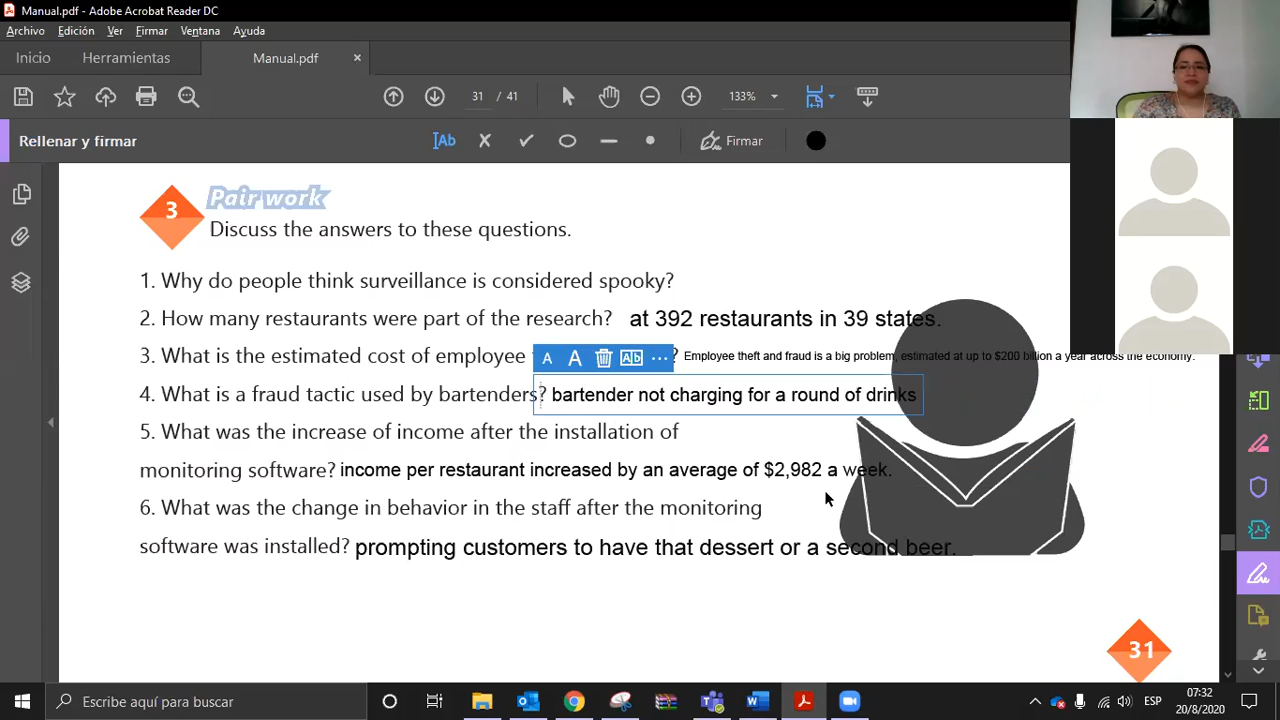 Manual.pdf - Adobe Acrobat Reader DC
Archivo Edición Ver Firmar Ventana Ayuda
Inicio Herramientas Manual.pdf ×
31 / 41 133%
Rellenar y firmar Ab Firmar
3 Pair work
Discuss the answers to these questions.
1. Why do people think surveillance is considered spooky?
2. How many restaurants were part of the research? at 392 restaurants in 39 states.
3. What is the estimated cost of employee ? Employee theft and fraud is a big problem, estimated at up to $200 billion a year across the economy.
A A Ab ...
4. What is a fraud tactic used by bartenders? bartender not charging for a round of drinks
5. What was the increase of income after the installation of
monitoring software? income per restaurant increased by an average of $2,982 a week.
6. What was the change in behavior in the staff after the monitoring
software was installed? prompting customers to have that dessert or a second beer.
31
Escribe aquí para buscar ESP 07:32
20/8/2020